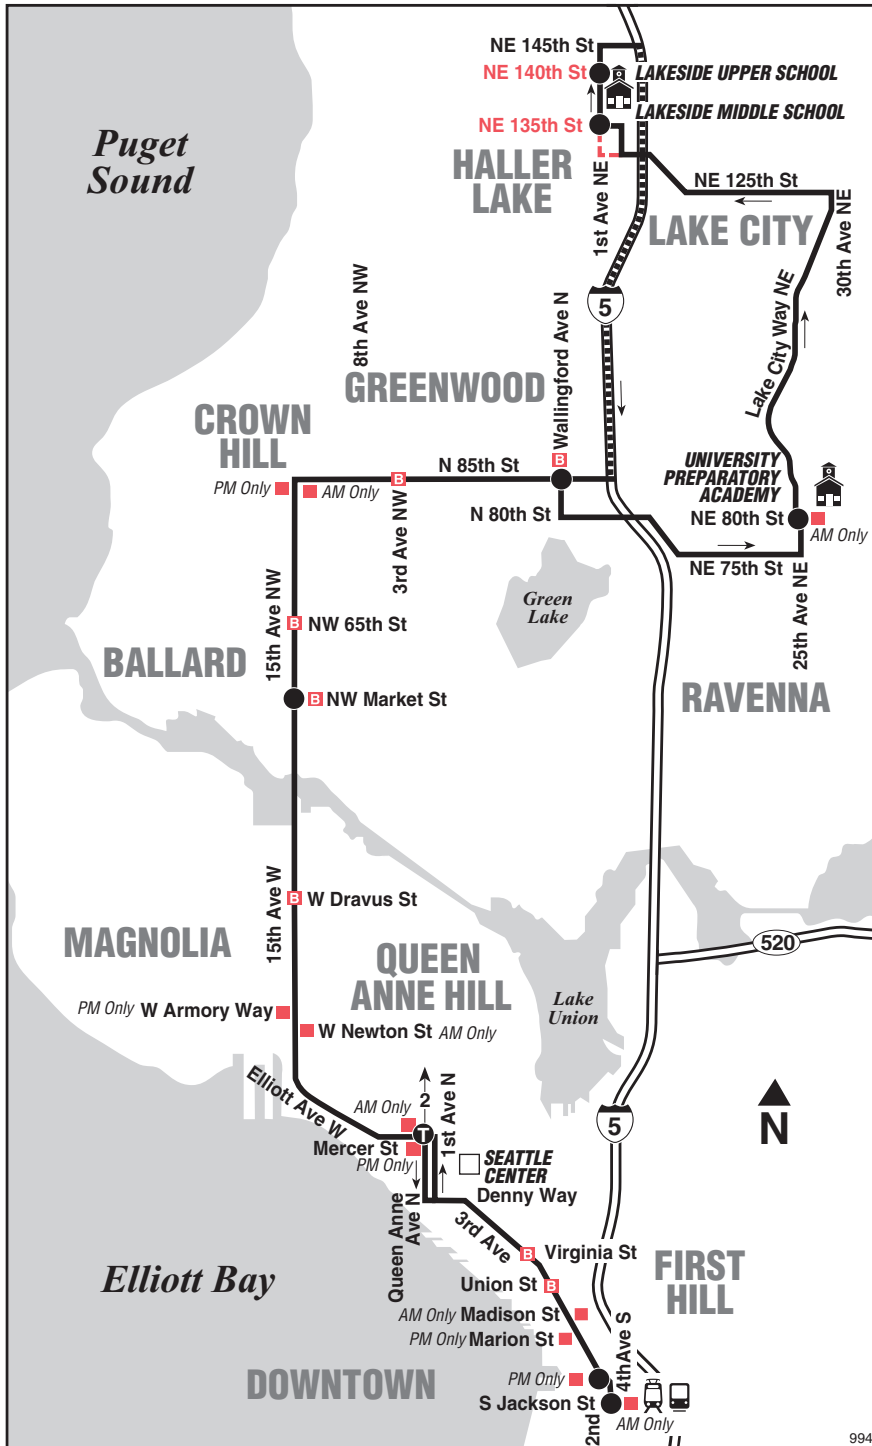 NE 145th St
NE 140th St
LAKESIDE UPPER SCHOOL
LAKESIDE MIDDLE SCHOOL
NE 135th St
Puget
Sound
HALLER
LAKE
1st Ave NE
NE 125th St
LAKE CITY
30th Ave NE
5
8th Ave NW
Wallingford Ave N
Lake City Way NE
GREENWOOD
CROWN
HILL
B
N 85th St
UNIVERSITY
PREPARATORY
ACADEMY
PM Only
AM Only
B
3rd Ave NW
N 80th St
NE 80th St
AM Only
NE 75th St
25th Ave NE
Green
Lake
15th Ave NW
B
NW 65th St
BALLARD
RAVENNA
B
NW Market St
15th Ave W
B
W Dravus St
MAGNOLIA
QUEEN
ANNE HILL
520
Lake
Union
PM Only
W Armory Way
W Newton St
AM Only
Elliott Ave W
2
1st Ave N
AM Only
T
Mercer St
PM Only
5
N
SEATTLE
CENTER
Denny Way
Queen Anne
Ave N
3rd Ave
B
Virginia St
Elliott Bay
Union St
B
FIRST
HILL
AM Only
Madison St
PM Only
Marion St
4thAve S
DOWNTOWN
PM Only
S Jackson St
AM Only
2nd
994